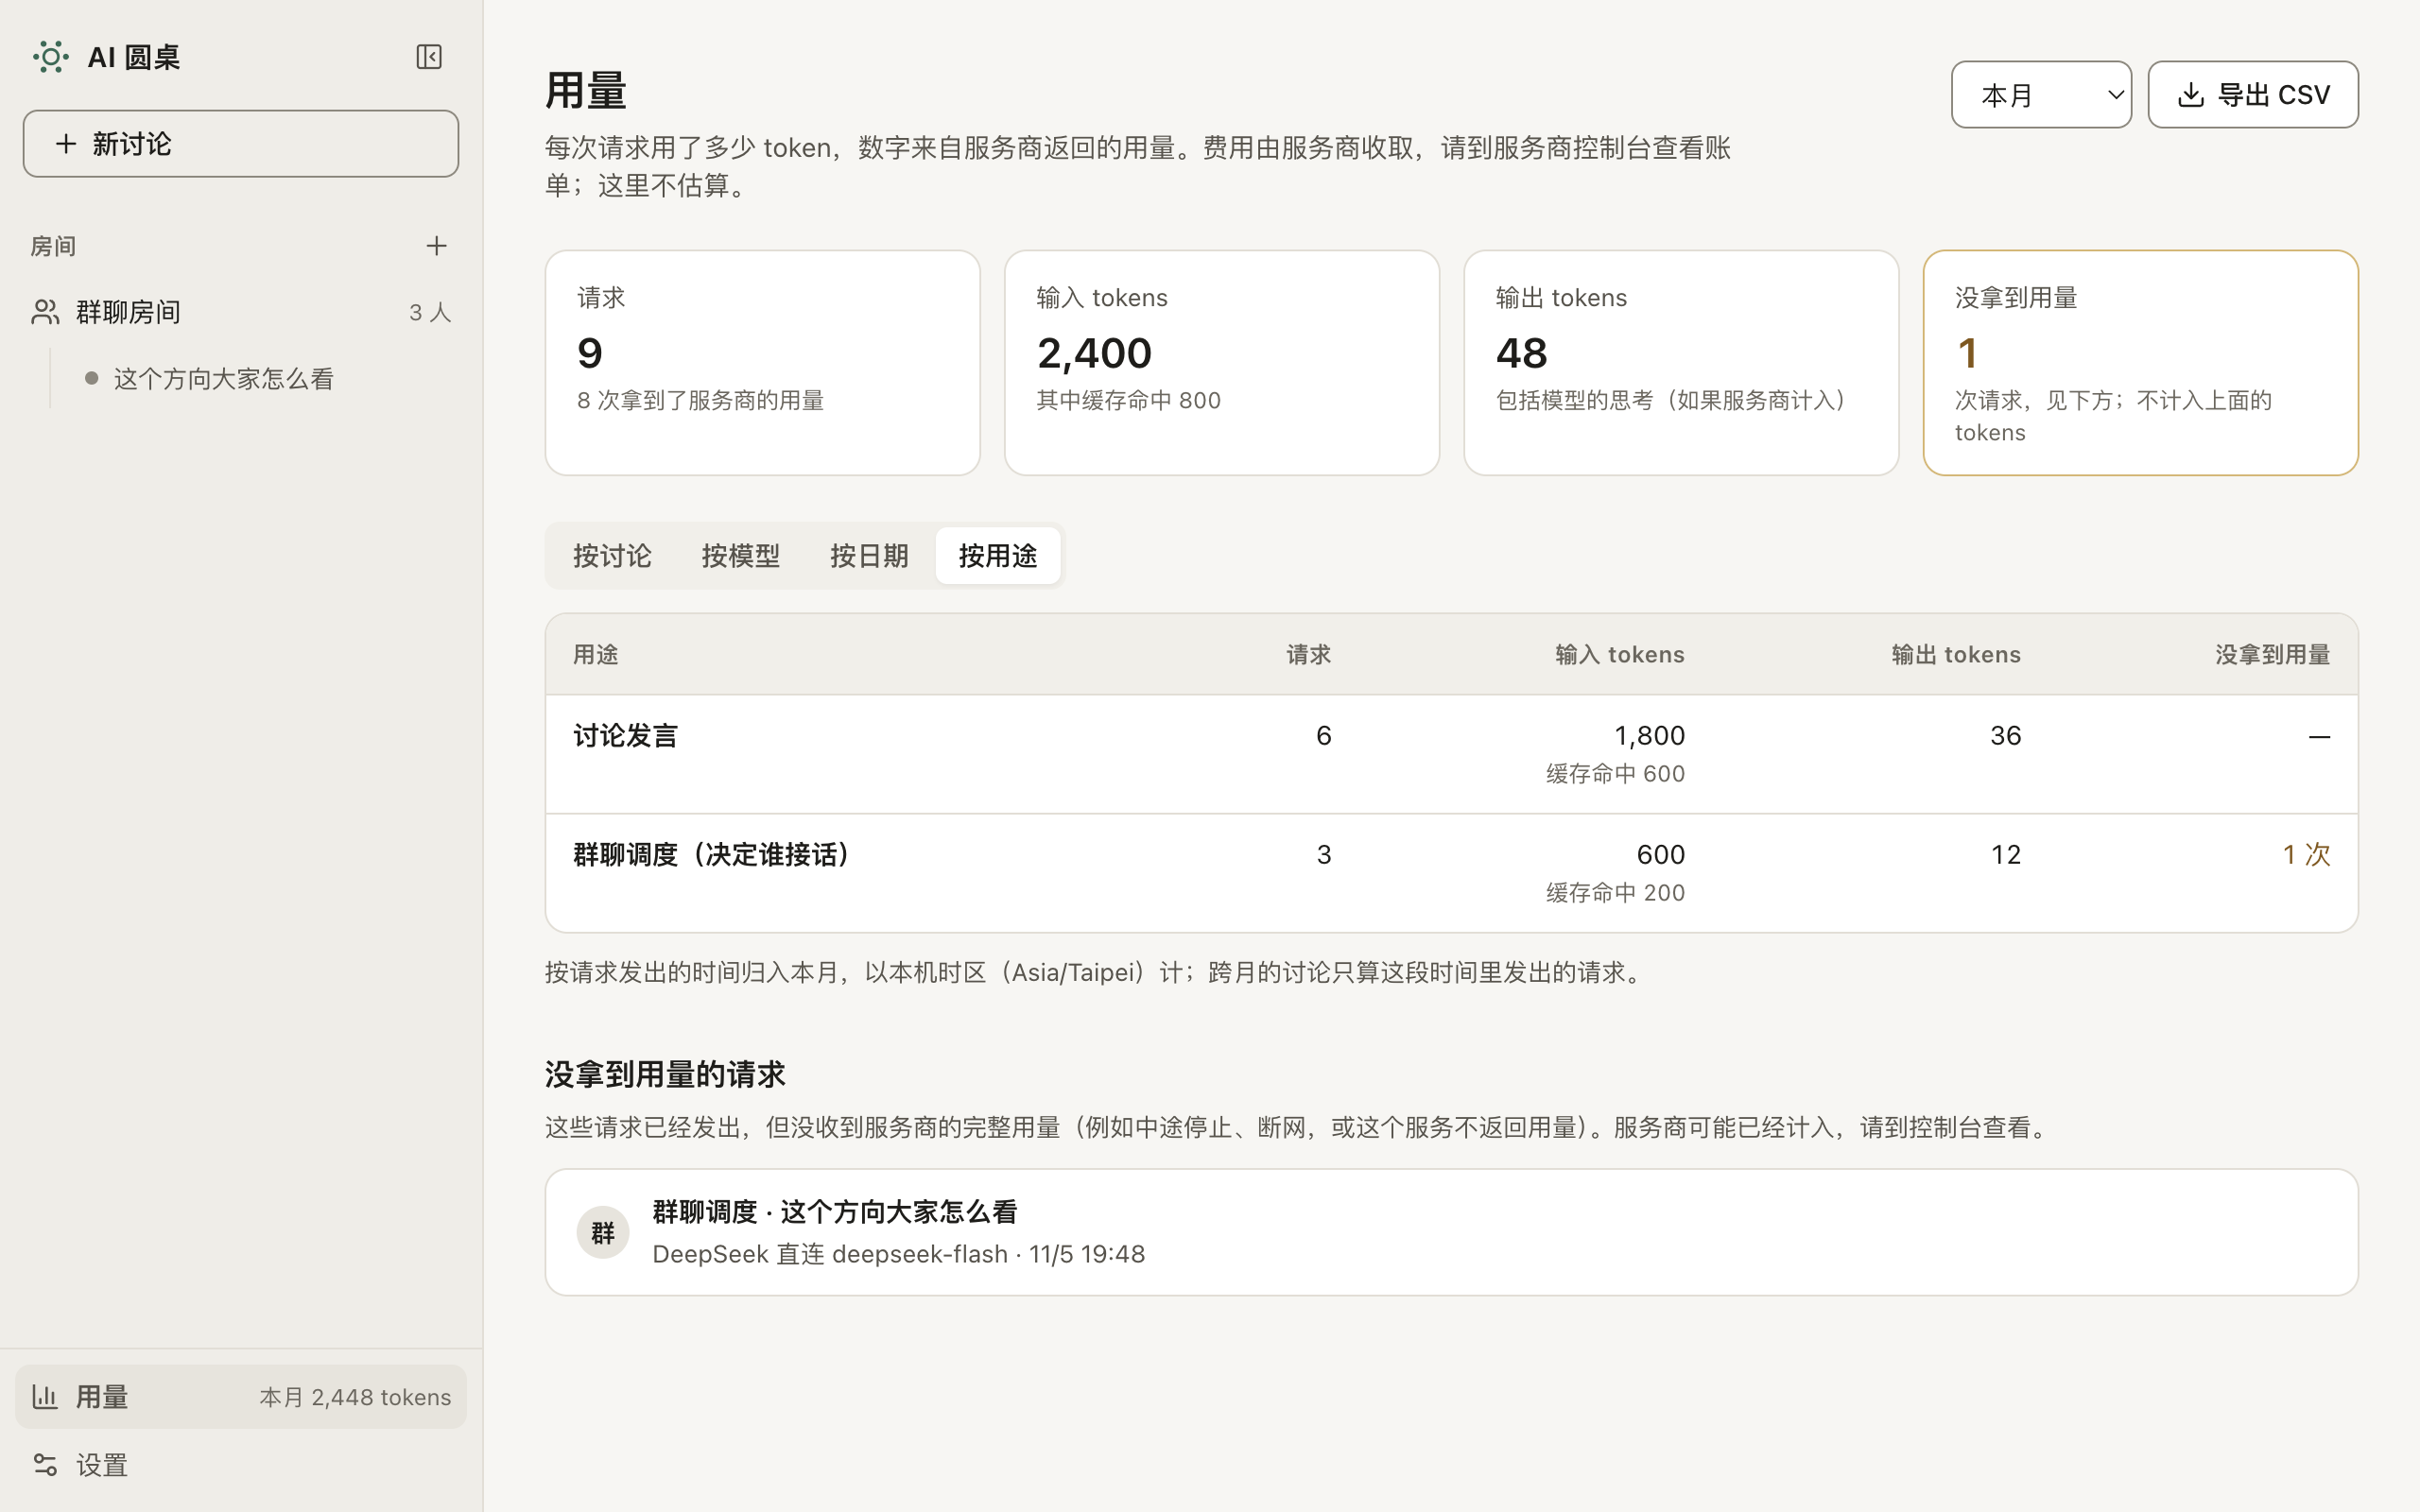 AI 圆桌
新讨论
房间
群聊房间 3 人
这个方向大家怎么看
用量 本月 2,448 tokens
设置
用量
本月
导出 CSV
每次请求用了多少 token，数字来自服务商返回的用量。费用由服务商收取，请到服务商控制台查看账
单；这里不估算。
请求
9
8 次拿到了服务商的用量
输入 tokens
2,400
其中缓存命中 800
输出 tokens
48
包括模型的思考（如果服务商计入）
没拿到用量
1
次请求，见下方；不计入上面的
tokens
按讨论 按模型 按日期 按用途
用途 请求 输入 tokens 输出 tokens 没拿到用量
讨论发言 6 1,800 36 —
缓存命中 600
群聊调度（决定谁接话） 3 600 12 1 次
缓存命中 200
按请求发出的时间归入本月，以本机时区（Asia/Taipei）计；跨月的讨论只算这段时间里发出的请求。
没拿到用量的请求
这些请求已经发出，但没收到服务商的完整用量（例如中途停止、断网，或这个服务不返回用量）。服务商可能已经计入，请到控制台查看。
群
群聊调度 · 这个方向大家怎么看
DeepSeek 直连 deepseek-flash · 11/5 19:48